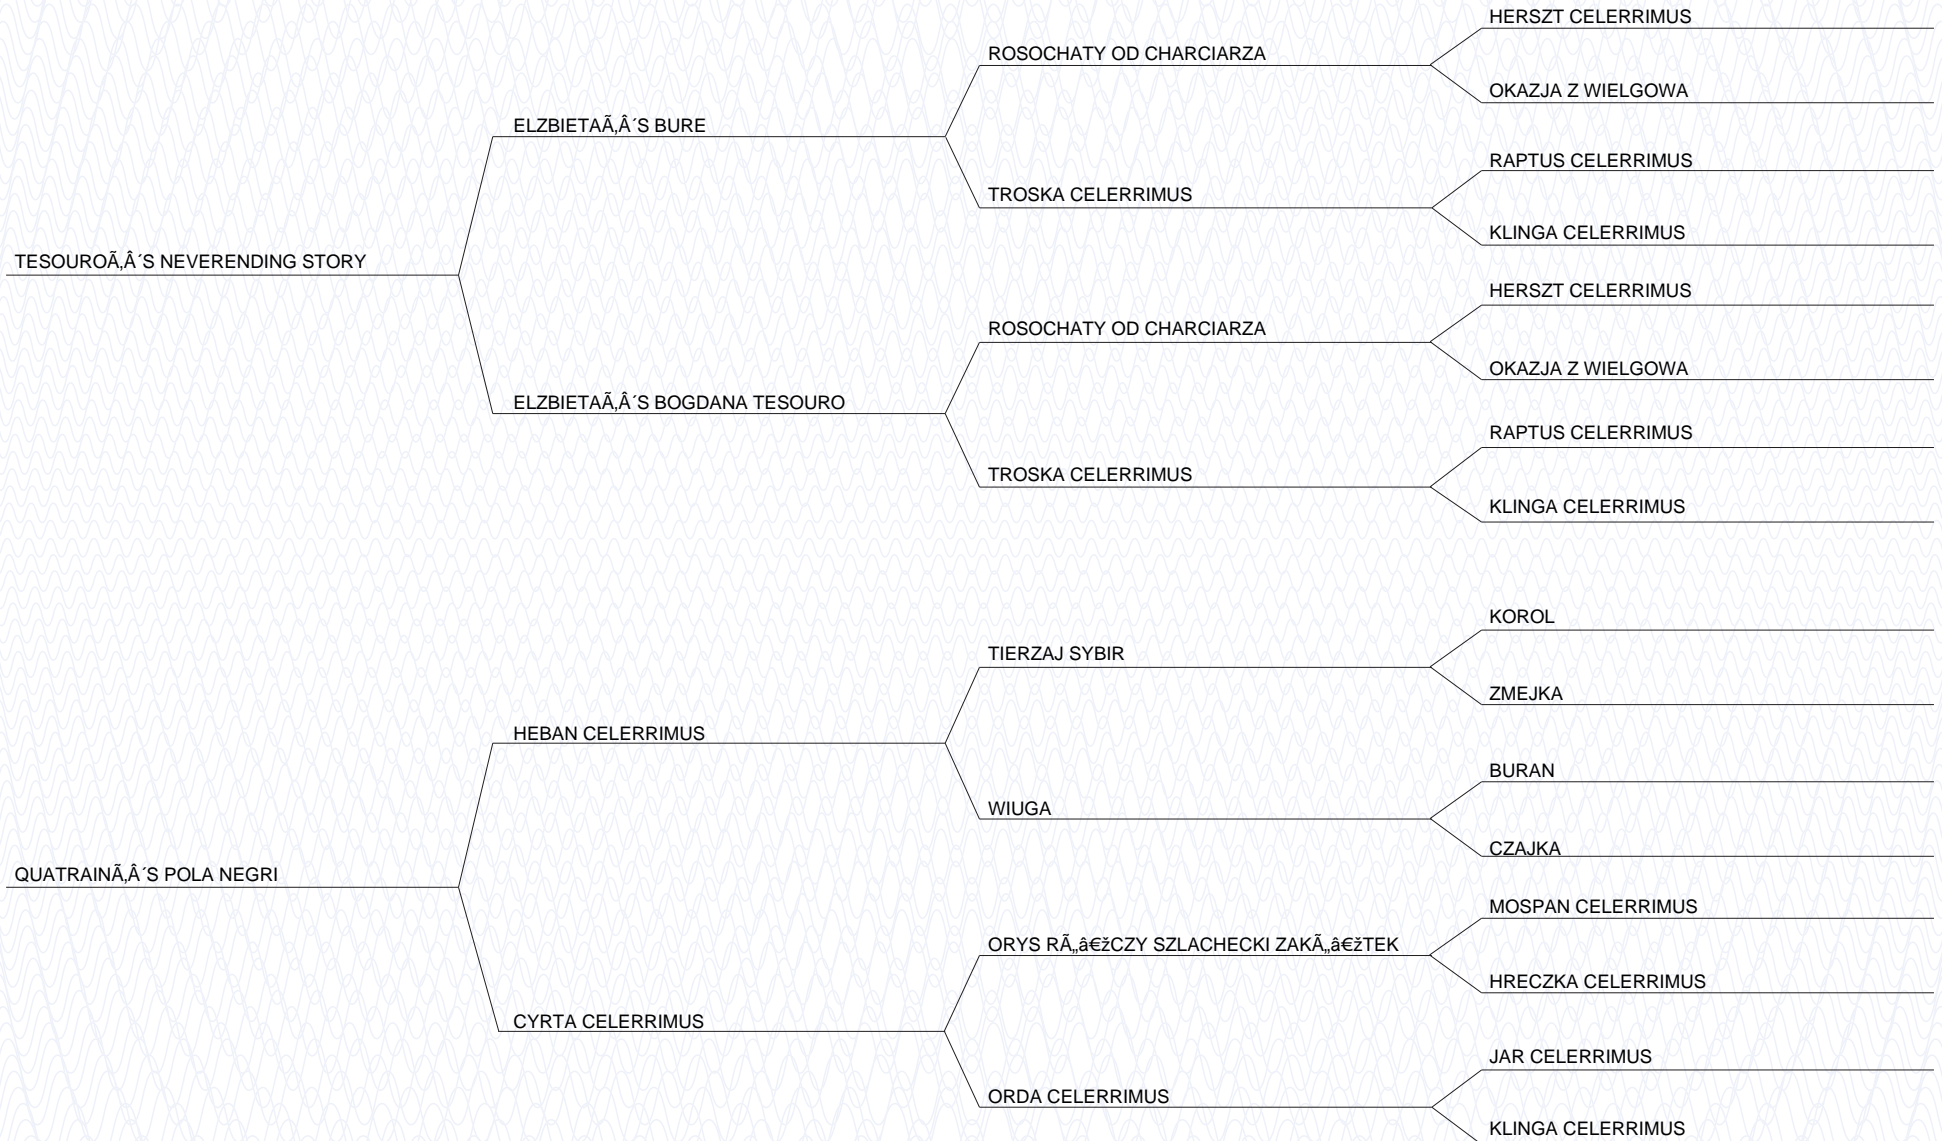 HERSZT CELERRIMUS
ROSOCHATY OD CHARCIARZA
OKAZJA Z WIELGOWA
ELZBIETAÃ‚Â´S BURE
RAPTUS CELERRIMUS
TROSKA CELERRIMUS
KLINGA CELERRIMUS
TESOUROÃ‚Â´S NEVERENDING STORY
HERSZT CELERRIMUS
ROSOCHATY OD CHARCIARZA
OKAZJA Z WIELGOWA
ELZBIETAÃ‚Â´S BOGDANA TESOURO
RAPTUS CELERRIMUS
TROSKA CELERRIMUS
KLINGA CELERRIMUS
KOROL
TIERZAJ SYBIR
ZMEJKA
HEBAN CELERRIMUS
BURAN
WIUGA
CZAJKA
QUATRAINÃ‚Â´S POLA NEGRI
MOSPAN CELERRIMUS
ORYS RÃ„â€žCZY SZLACHECKI ZAKÃ„â€žTEK
HRECZKA CELERRIMUS
CYRTA CELERRIMUS
JAR CELERRIMUS
ORDA CELERRIMUS
KLINGA CELERRIMUS